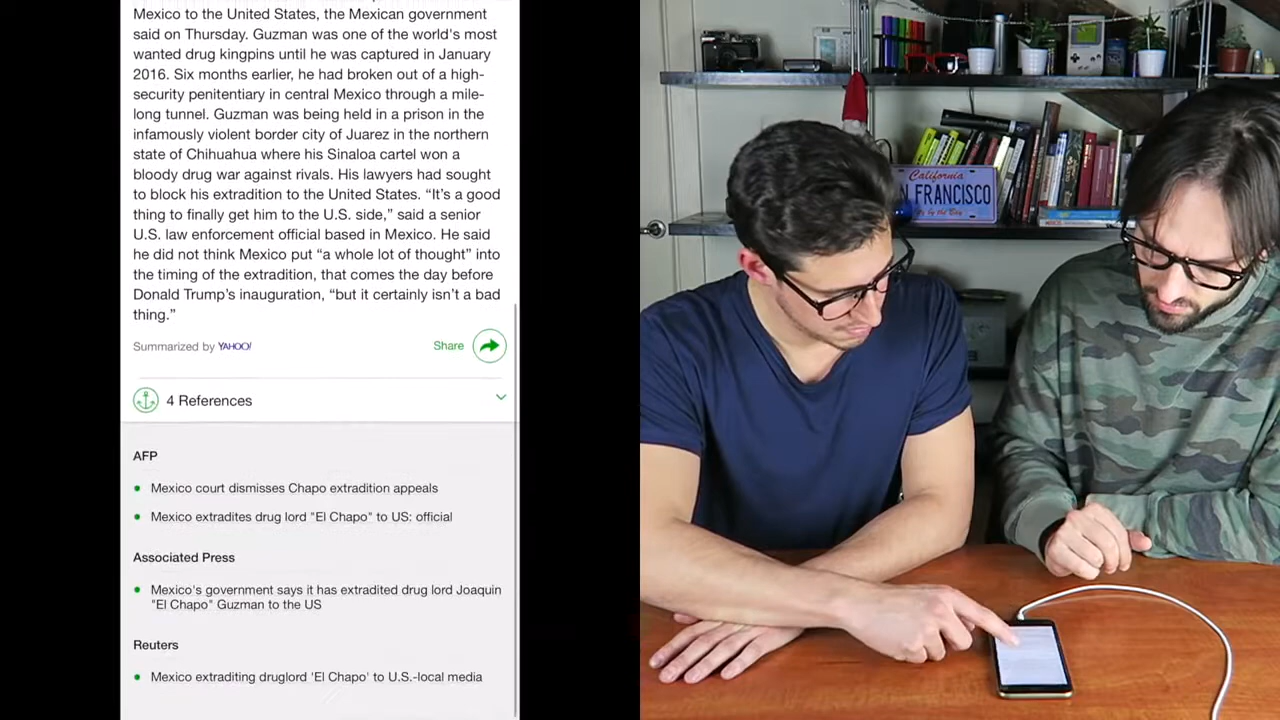 Mexico to the United States, the Mexican government
said on Thursday. Guzman was one of the world's most
wanted drug kingpins until he was captured in January
2016. Six months earlier, he had broken out of a high-
security penitentiary in central Mexico through a mile-
long tunnel. Guzman was being held in a prison in the
infamously violent border city of Juarez in the northern
state of Chihuahua where his Sinaloa cartel won a
bloody drug war against rivals. His lawyers had sought
to block his extradition to the United States. “It’s a good
thing to finally get him to the U.S. side,” said a senior
U.S. law enforcement official based in Mexico. He said
he did not think Mexico put “a whole lot of thought” into
the timing of the extradition, that comes the day before
Donald Trump’s inauguration, “but it certainly isn’t a bad
thing.”
Summarized by YAHOO!
Share
4 References
AFP
Mexico court dismisses Chapo extradition appeals
Mexico extradites drug lord "El Chapo" to US: official
Associated Press
Mexico's government says it has extradited drug lord Joaquin
"El Chapo" Guzman to the US
Reuters
Mexico extraditing druglord 'El Chapo' to U.S.-local media
California
N FRANCISCO
by the Bay